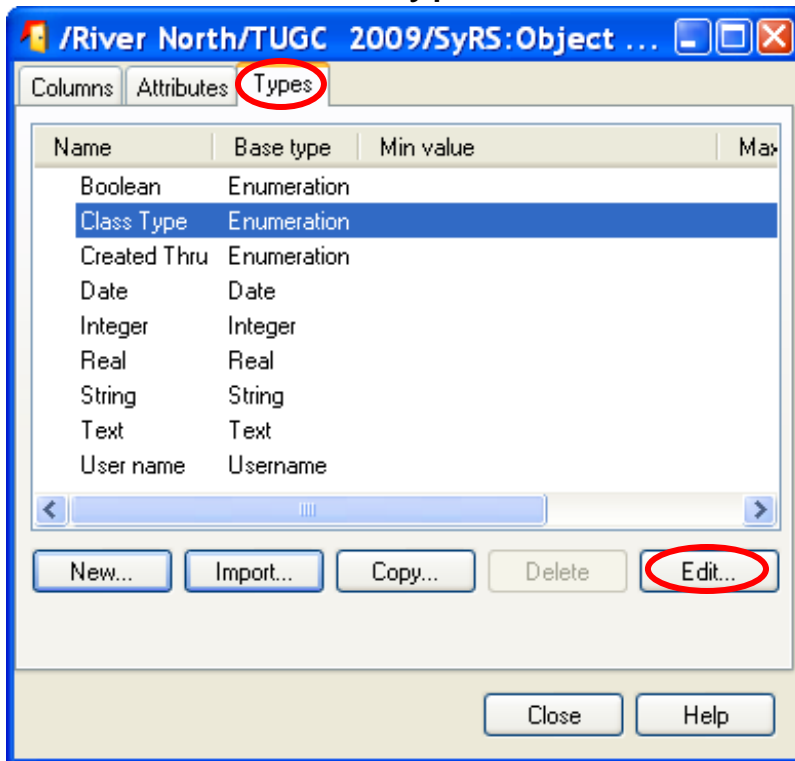 /River North/TUGC 2009/SyRS:Object ...
Columns Attributes Types
Name Base type Min value Max
Boolean Enumeration
Class Type Enumeration
Created Thru Enumeration
Date Date
Integer Integer
Real Real
String String
Text Text
User name Username
New... Import... Copy... Delete Edit...
Close Help